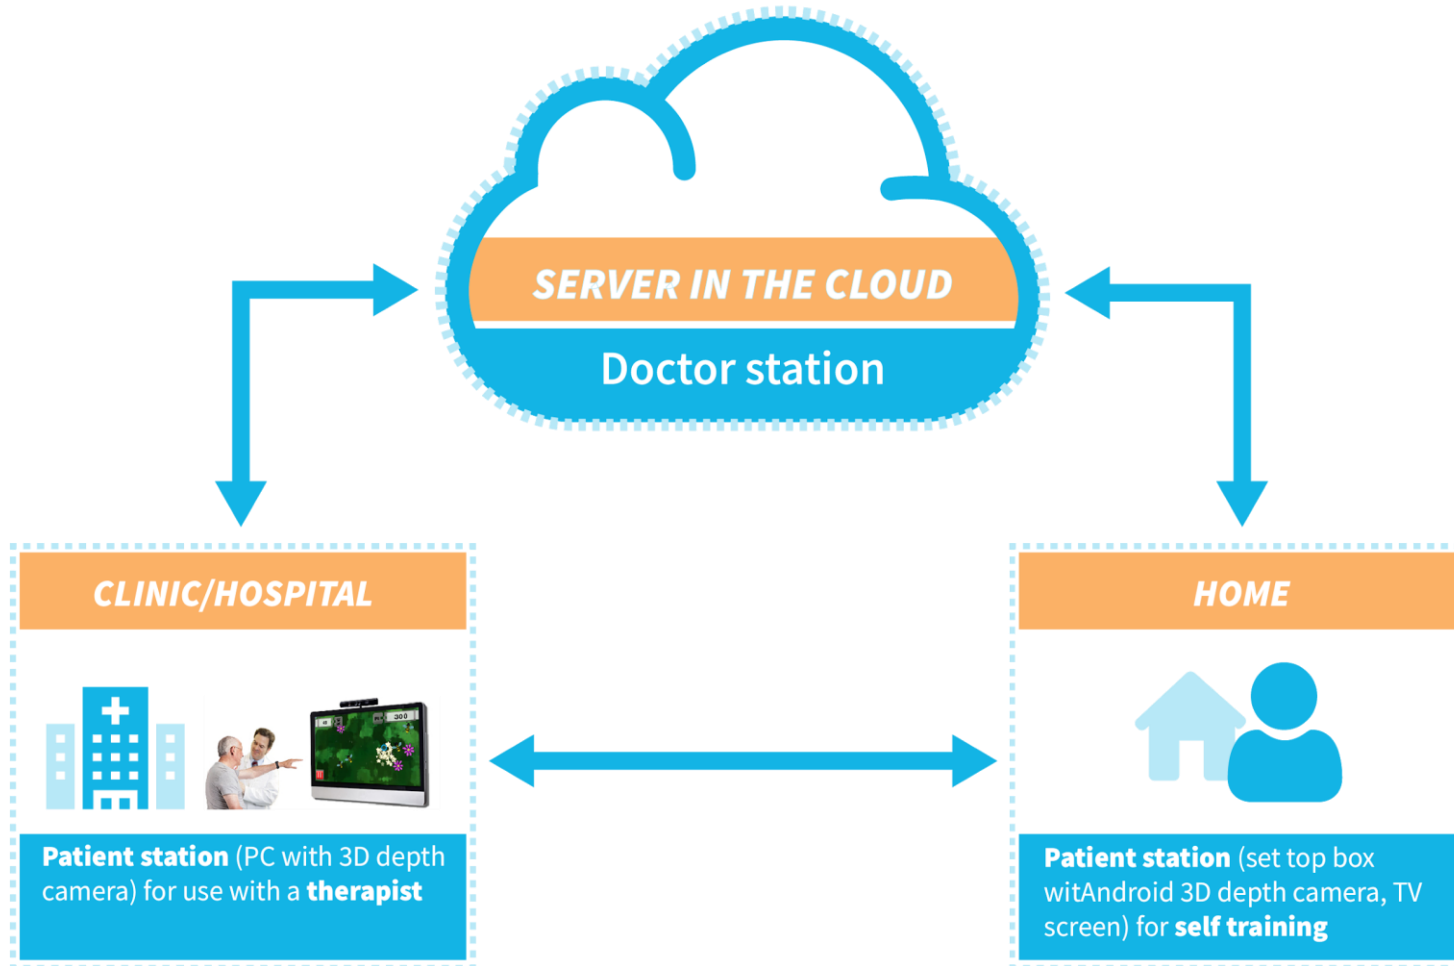 SERVER IN THE CLOUD
Doctor station
CLINIC/HOSPITAL
Patient station (PC with 3D depth
camera) for use with a therapist
HOME
Patient station (set top box
witAndroid 3D depth camera, TV
screen) for self training